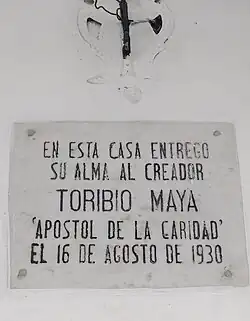 EN ESTA CASA ENTREGO
SU ALMA AL CREADOR
TORIBIO MAYA
'APOSTOL DE LA CARIDAD'
EL 16 DE AGOSTO DE 1930